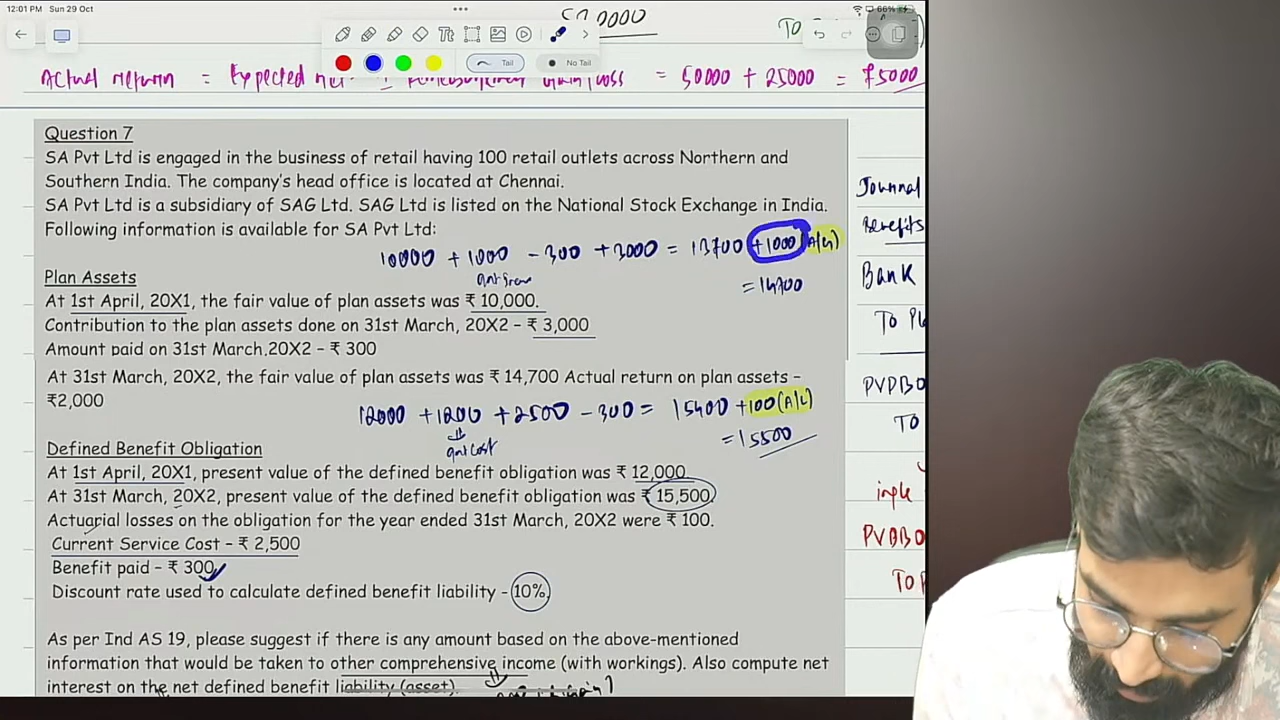 12:01 PM Sun 29 Oct
66%
Tail
No Tail
Actual return = Expected = 50000 + 25000 = 75000
Question 7
SA Pvt Ltd is engaged in the business of retail having 100 retail outlets across Northern and
Southern India. The company's head office is located at Chennai.
SA Pvt Ltd is a subsidiary of SAG Ltd. SAG Ltd is listed on the National Stock Exchange in India.
Following information is available for SA Pvt Ltd:
10000 + 1000 - 300 + 3000 = 13700 +1000
= 14700
Plan Assets
At 1st April, 20X1, the fair value of plan assets was ₹ 10,000.
Contribution to the plan assets done on 31st March, 20X2 – ₹ 3,000
Amount paid on 31st March,20X2 – ₹ 300
At 31st March, 20X2, the fair value of plan assets was ₹ 14,700 Actual return on plan assets –
₹2,000
12000 + 1200 + 2500 - 300 = 15400 + 100 (A/L)
int cost
= 15500
Defined Benefit Obligation
At 1st April, 20X1, present value of the defined benefit obligation was ₹ 12,000
At 31st March, 20X2, present value of the defined benefit obligation was ₹ 15,500.
Actuarial losses on the obligation for the year ended 31st March, 20X2 were ₹ 100.
Current Service Cost – ₹ 2,500
Benefit paid – ₹ 300
Discount rate used to calculate defined benefit liability – 10%.
As per Ind AS 19, please suggest if there is any amount based on the above-mentioned
information that would be taken to other comprehensive income (with workings). Also compute net
interest on the net defined benefit liability (asset).
Journal
Benefits
Bank
To Pl
PVDBO
To
PVDBO
To P